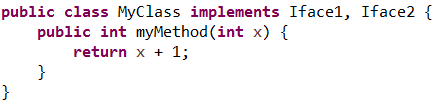 public class MyClass implements Iface1, Iface2 {
    public int myMethod(int x) {
        return x + 1;
    }
}